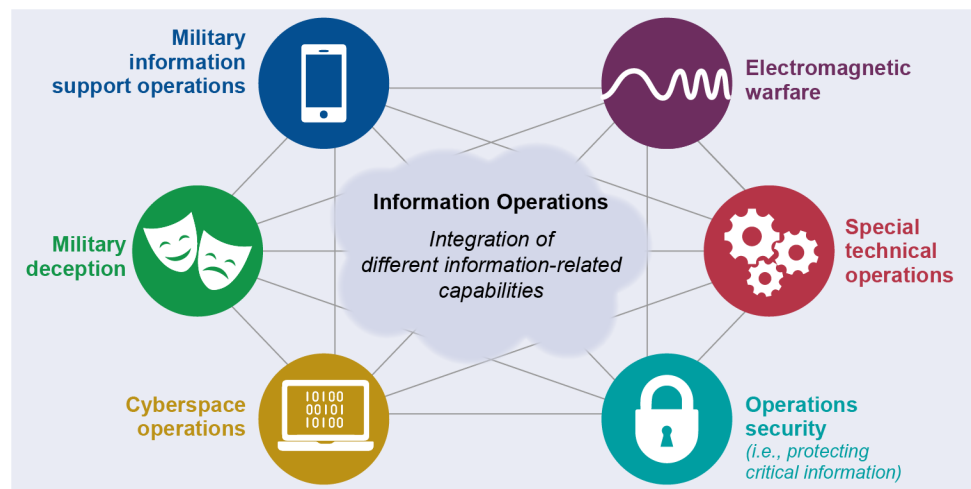 Military
information
support operations
Electromagnetic
warfare
Information Operations
Integration of
different information-related
capabilities
Military
deception
Special
technical
operations
Cyberspace
operations
10100
00101
10100
Operations
security
(i.e., protecting
critical information)